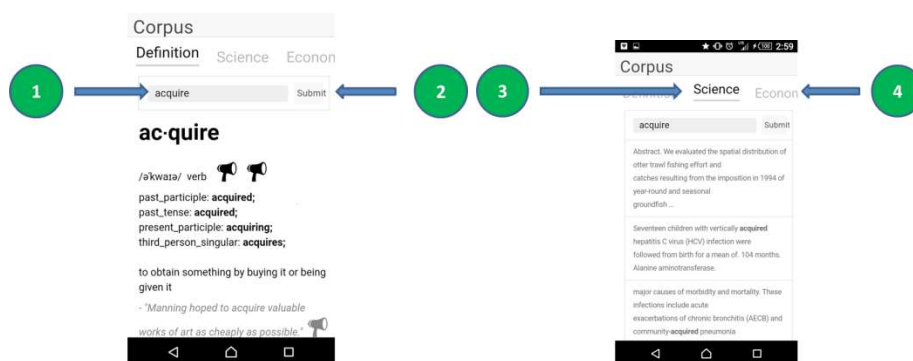 Corpus
Definition Science Econon
1
acquire Submit
2
ac·quire
/ə'kwaɪə/ verb
past_participle: acquired;
past_tense: acquired;
present_participle: acquiring;
third_person_singular: acquires;
to obtain something by buying it or being
given it
- "Manning hoped to acquire valuable
works of art as cheaply as possible."
100 2:59
Corpus
Definition Science Econon
3
4
acquire Submit
Abstract. We evaluated the spatial distribution of
otter trawl fishing effort and
catches resulting from the imposition in 1994 of
year-round and seasonal
groundfish ...
Seventeen children with vertically acquired
hepatitis C virus (HCV) infection were
followed from birth for a mean of. 104 months.
Alanine aminotransferase.
major causes of morbidity and mortality. These
infections include acute
exacerbations of chronic bronchitis (AECB) and
community-acquired pneumonia